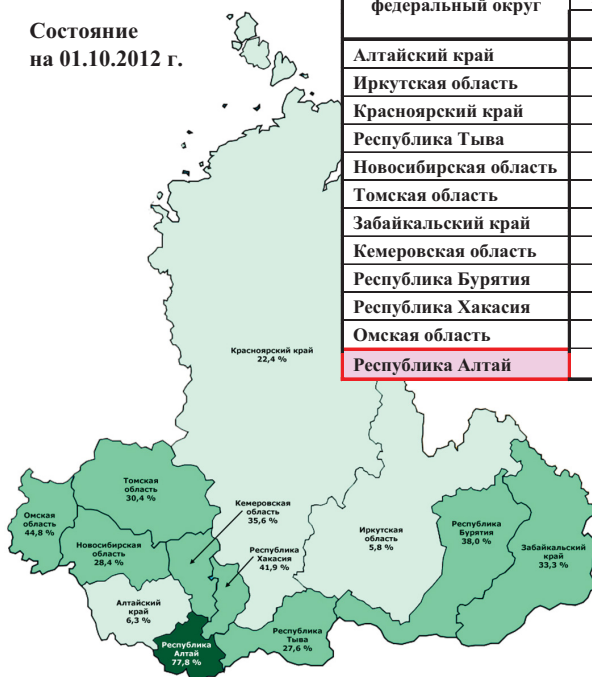 Состояние
на 01.10.2012 г.
федеральный округ
Алтайский край
Иркутская область
Красноярский край
Республика Тыва
Новосибирская область
Томская область
Забайкальский край
Кемеровская область
Республика Бурятия
Республика Хакасия
Омская область
Республика Алтай
Красноярский край
22,4 %
Томская
область
30,4 %
Омская
область
44,8 %
Новосибирская
область
28,4 %
Кемеровская
область
35,6 %
Республика
Хакасия
41,9 %
Иркутская
область
5,8 %
Республика
Бурятия
38,0 %
Забайкальский
край
33,3 %
Алтайский
край
6,3 %
Республика
Алтай
77,8 %
Республика
Тыва
27,6 %